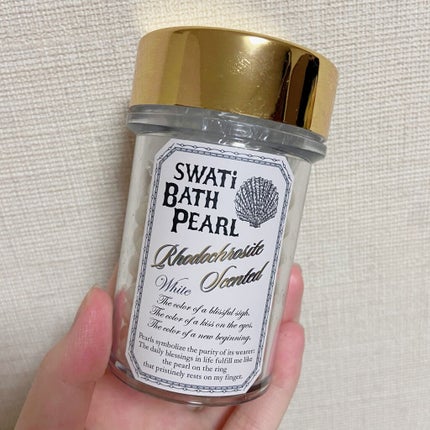 SWATi
BATH
PEARL
Rhodochrosite
White Scented
The color of a blissful sigh.
The color of a kiss on the eyes.
The color of a new beginning.
Pearls symbolize the purity of its wearer:
The daily blessings in life fulfill me like
the pearl on the ring
that pristinely rests on my finger.